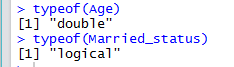 > typeof(Age)
[1] "double"
> typeof(Married_status)
[1] "logical"